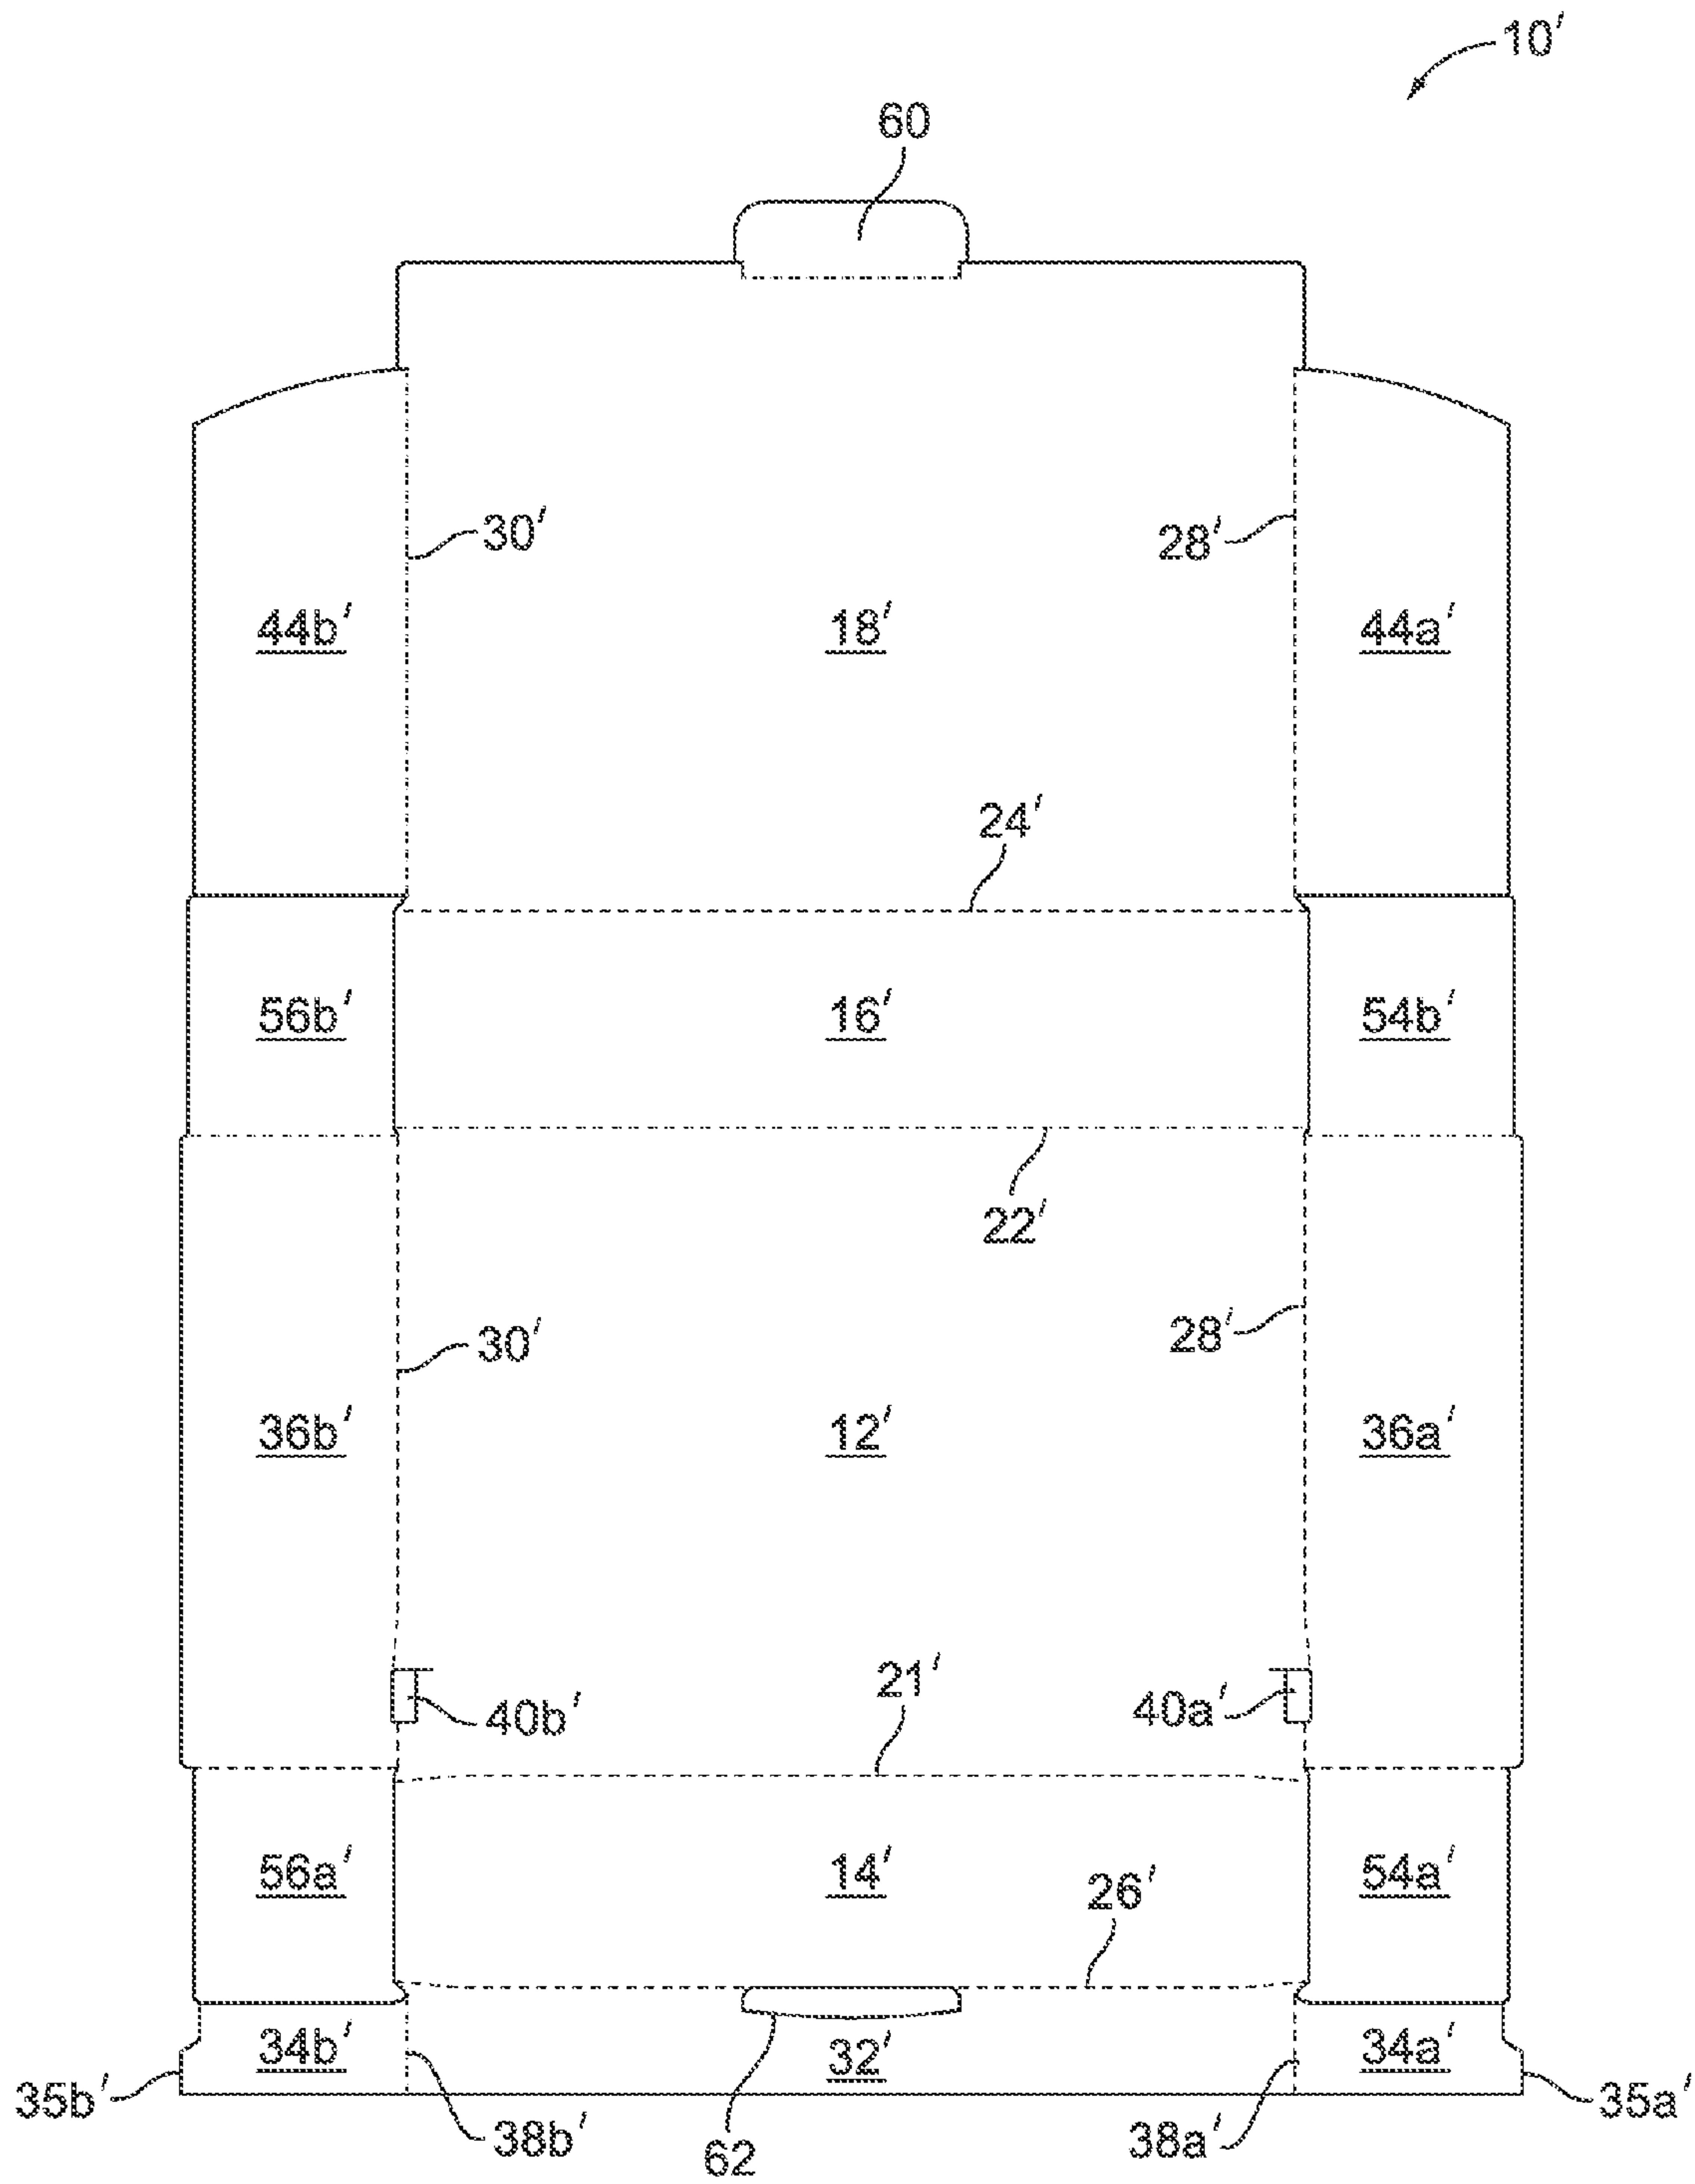 10′
60
30′ 28′
44b′ 18′ 44a′
24′
56b′ 16′ 54b′
22′
30′ 28′
36b′ 12′ 36a′
21′
40b′ 40a′
56a′ 14′ 54a′
26′
34b′ 32′ 34a′
35b′ 35a′
38b′ 62 38a′